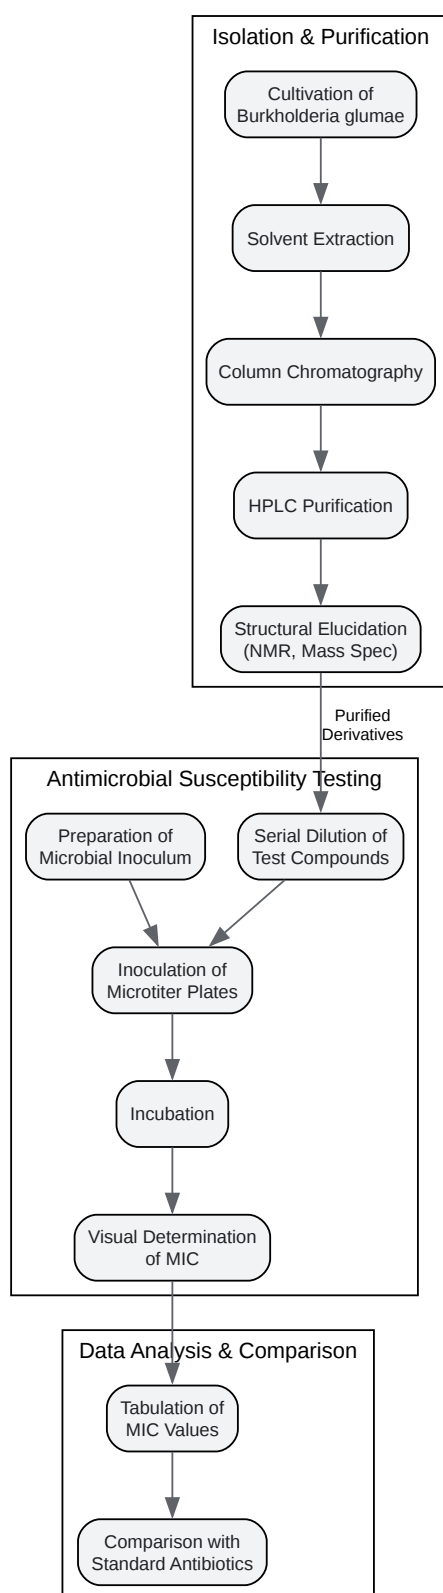 Isolation & Purification
Cultivation of
Burkholderia glumae
Solvent Extraction
Column Chromatography
HPLC Purification
Structural Elucidation
(NMR, Mass Spec)
Purified
Derivatives
Antimicrobial Susceptibility Testing
Preparation of
Microbial Inoculum
Serial Dilution of
Test Compounds
Inoculation of
Microtiter Plates
Incubation
Visual Determination
of MIC
Data Analysis & Comparison
Tabulation of
MIC Values
Comparison with
Standard Antibiotics